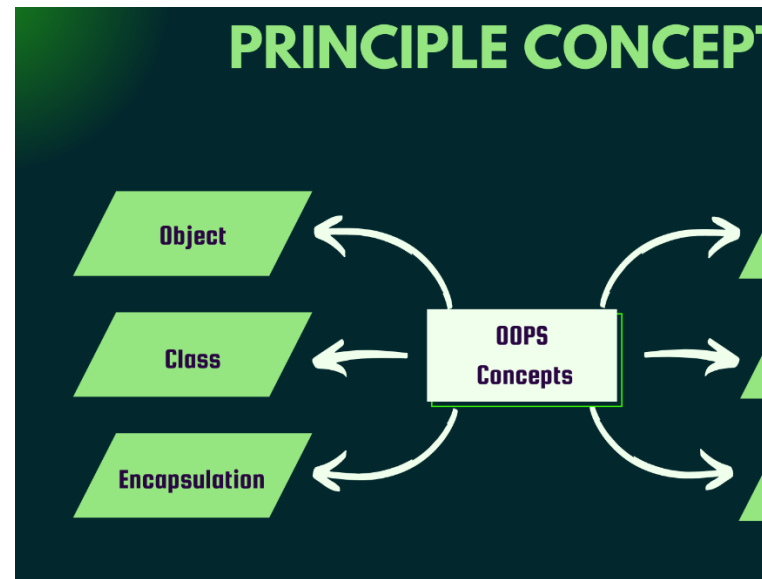 PRINCIPLE CONCEPT
Object
Class
Encapsulation
OOPS
Concepts